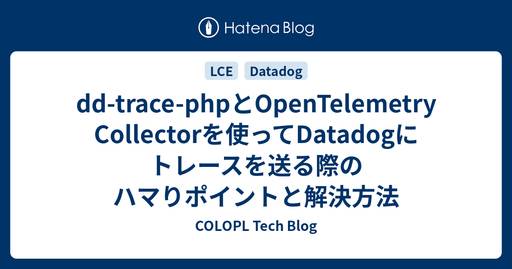 Hatena Blog
LCE Datadog
dd-trace-phpとOpenTelemetry
Collectorを使ってDatadogに
トレースを送る際の
ハマりポイントと解決方法
COLOPL Tech Blog